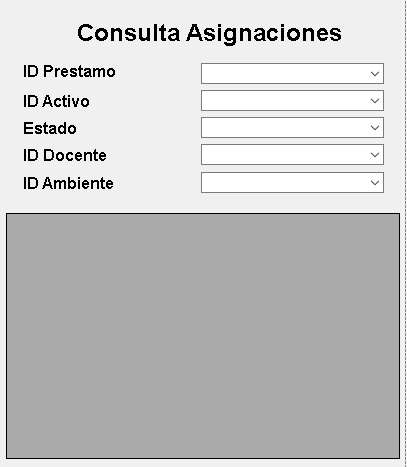 Consulta Asignaciones
ID Prestamo
ID Activo
Estado
ID Docente
ID Ambiente